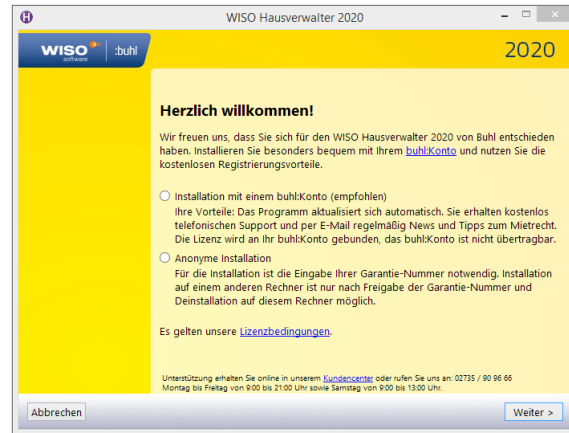 WISO Hausverwalter 2020
WISO software :buhl
2020
Herzlich willkommen!
Wir freuen uns, dass Sie sich für den WISO Hausverwalter 2020 von Buhl entschieden
haben. Installieren Sie besonders bequem mit Ihrem buhl:Konto und nutzen Sie die
kostenlosen Registrierungsvorteile.
Installation mit einem buhl:Konto (empfohlen)
Ihre Vorteile: Das Programm aktualisiert sich automatisch. Sie erhalten kostenlos
telefonischen Support und per E-Mail regelmäßig News und Tipps zum Mietrecht.
Die Lizenz wird an Ihr buhl:Konto gebunden, das buhl:Konto ist nicht übertragbar.
Anonyme Installation
Für die Installation ist die Eingabe Ihrer Garantie-Nummer notwendig. Installation
auf einem anderen Rechner ist nur nach Freigabe der Garantie-Nummer und
Deinstallation auf diesem Rechner möglich.
Es gelten unsere Lizenzbedingungen.
Unterstützung erhalten Sie online in unserem Kundencenter oder rufen Sie uns an: 02735 / 90 96 66
Montag bis Freitag von 9:00 bis 21:00 Uhr sowie Samstag von 9:00 bis 13:00 Uhr.
Abbrechen
Weiter >